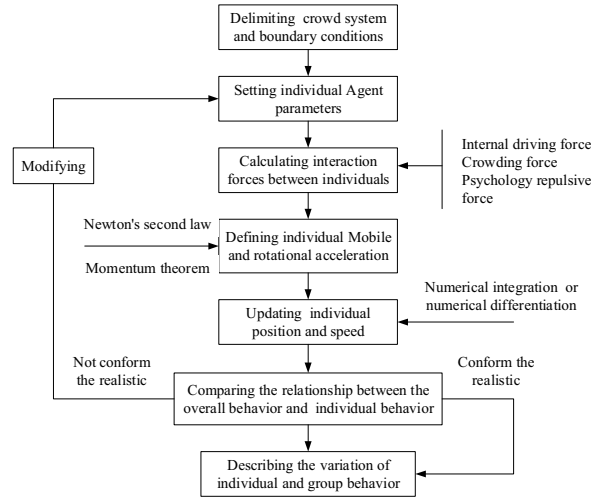 Delimiting crowd system
and boundary conditions
Setting individual Agent
parameters
Modifying
Calculating interaction
forces between individuals
Internal driving force
Crowding force
Psychology repulsive
force
Newton's second law
Momentum theorem
Defining individual Mobile
and rotational acceleration
Numerical integration or
numerical differentiation
Updating individual
position and speed
Not conform
the realistic
Comparing the relationship between the
overall behavior and individual behavior
Conform the
realistic
Describing the variation of
individual and group behavior